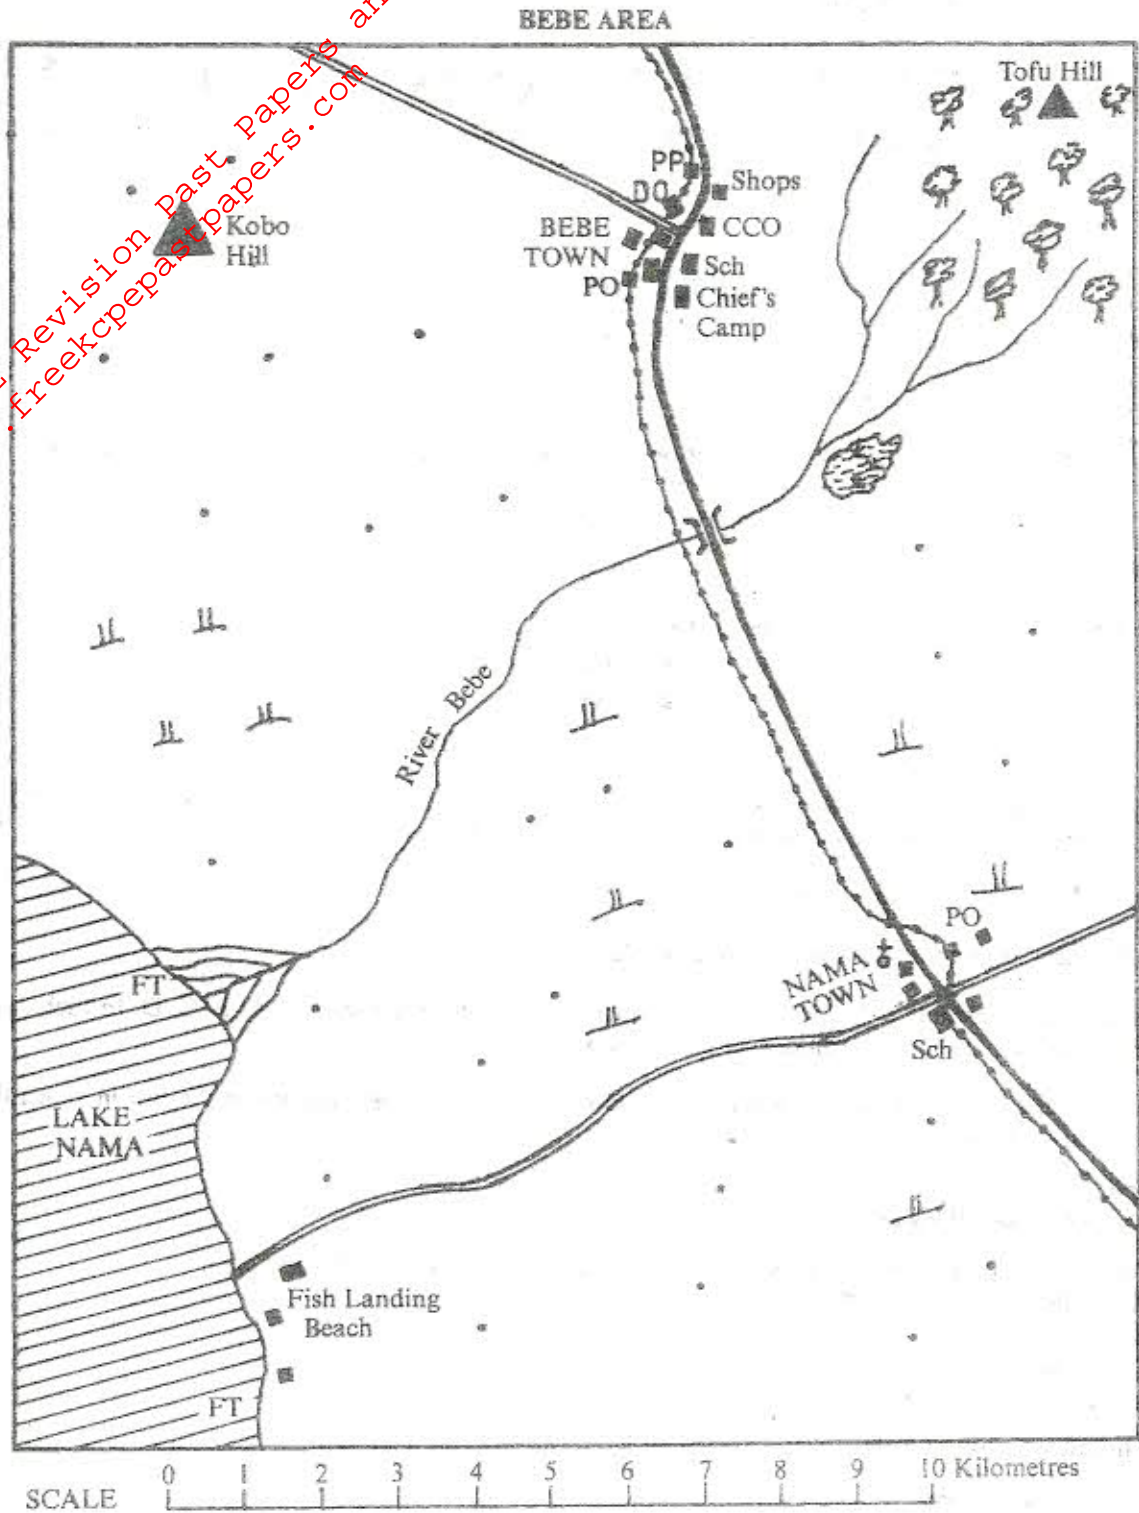 BEBE AREA
Revision Past Papers
.freekcpepastpapers.com
Tofu Hill
PP
DO
Shops
Kobo
Hill
BEBE
TOWN
CCO
Sch
PO
Chief's
Camp
River Bebe
PO
NAMA
TOWN
FT
Sch
LAKE
NAMA
Fish Landing
Beach
FT
0 1 2 3 4 5 6 7 8 9 10 Kilometres
SCALE